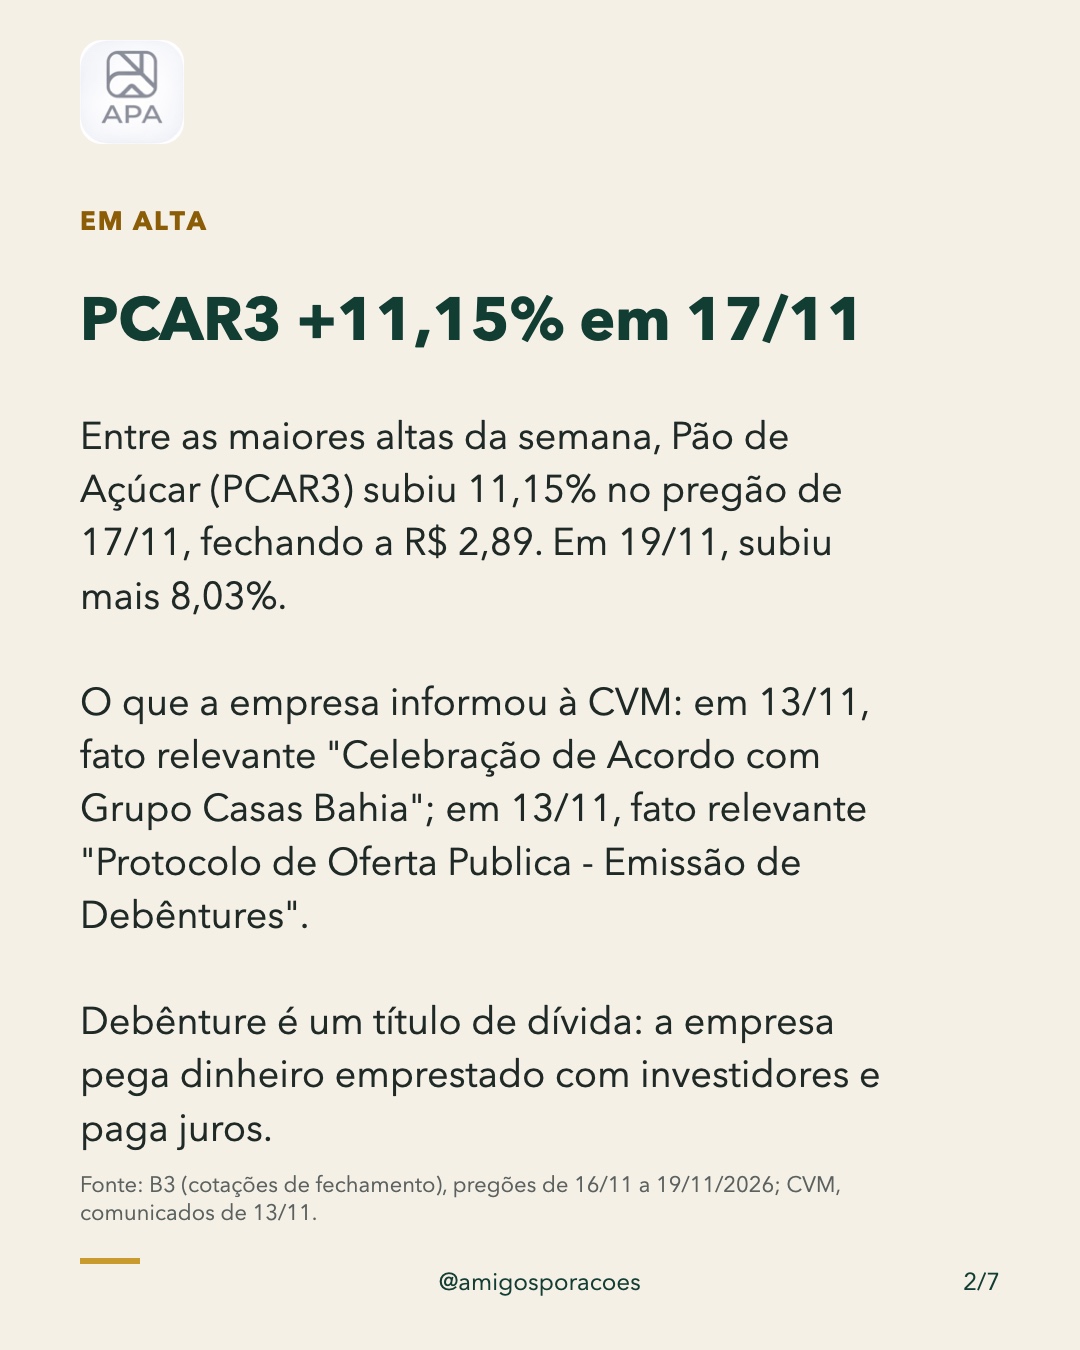 APA
EM ALTA
PCAR3 +11,15% em 17/11
Entre as maiores altas da semana, Pão de
Açúcar (PCAR3) subiu 11,15% no pregão de
17/11, fechando a R$ 2,89. Em 19/11, subiu
mais 8,03%.
O que a empresa informou à CVM: em 13/11,
fato relevante "Celebração de Acordo com
Grupo Casas Bahia"; em 13/11, fato relevante
"Protocolo de Oferta Publica - Emissão de
Debêntures".
Debênture é um título de dívida: a empresa
pega dinheiro emprestado com investidores e
paga juros.
Fonte: B3 (cotações de fechamento), pregões de 16/11 a 19/11/2026; CVM,
comunicados de 13/11.
@amigosporacoes
2/7